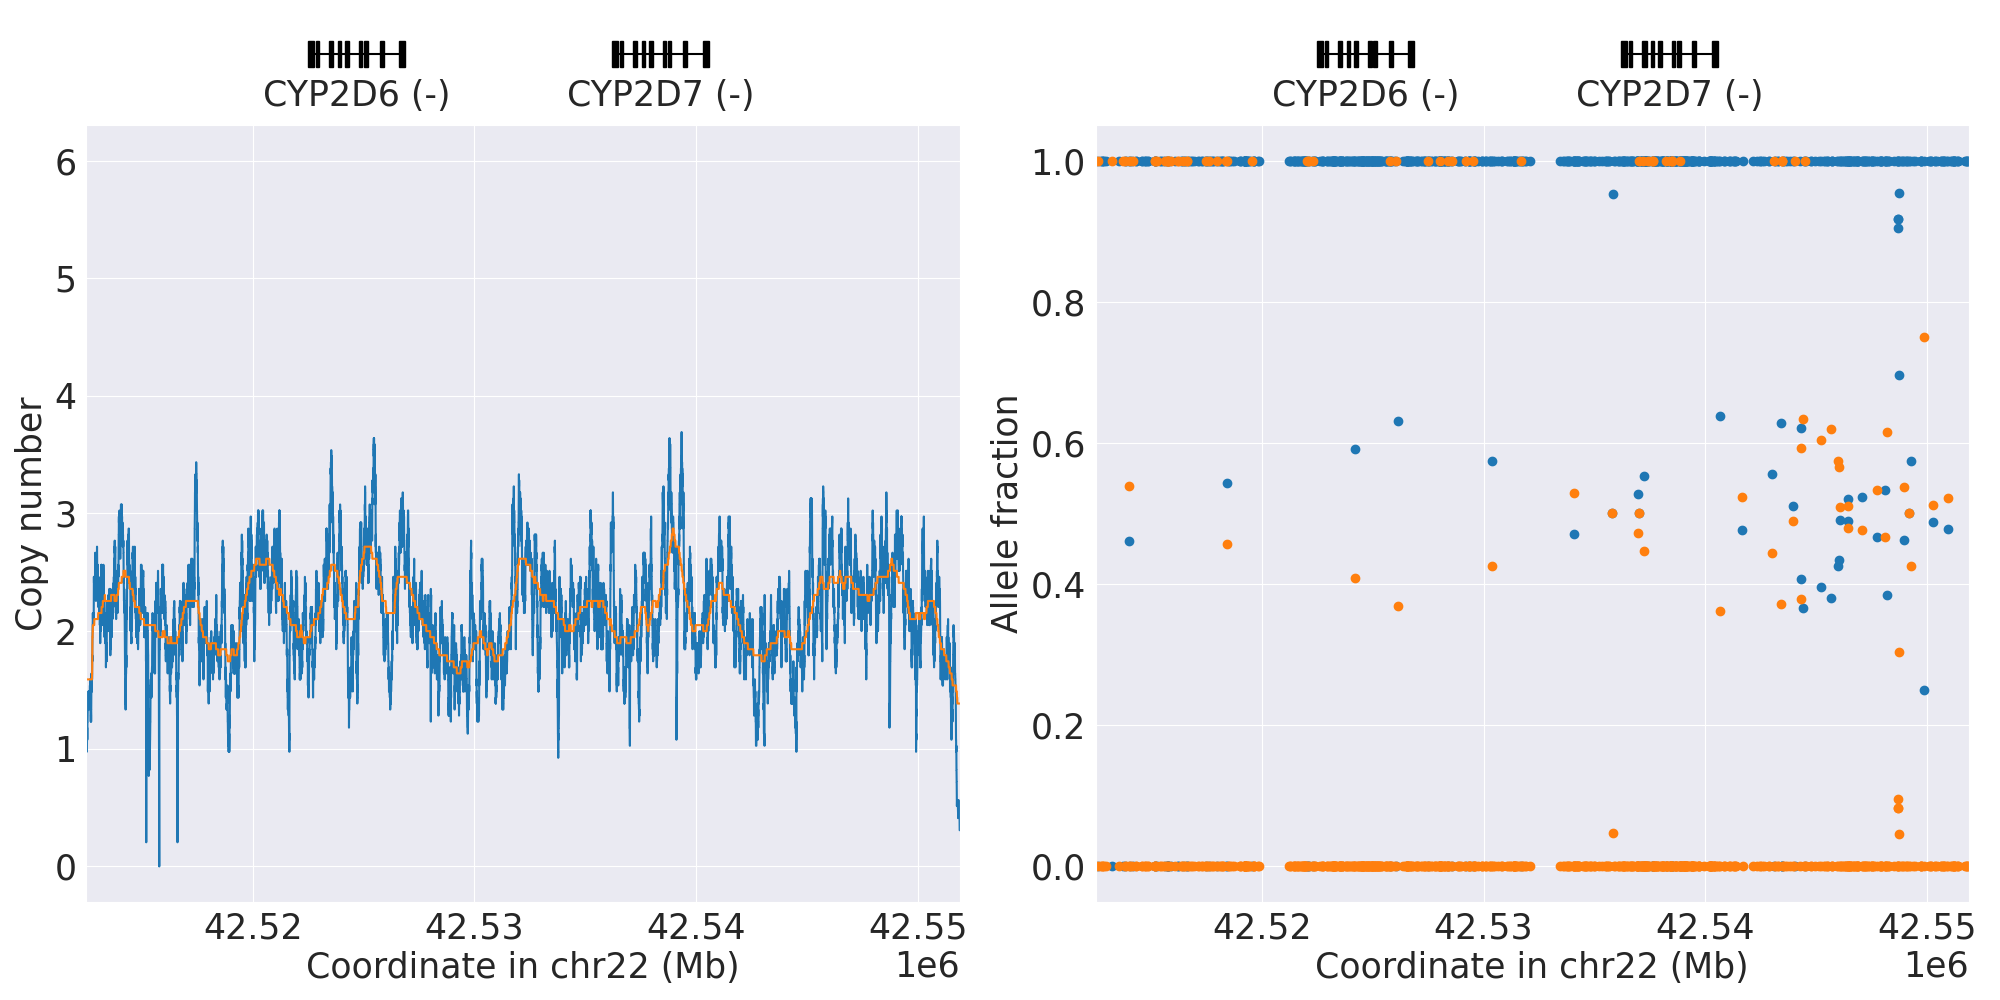 CYP2D6 (-) CYP2D7 (-)
Copy number
6
5
4
3
2
1
0
42.52 42.53 42.54 42.55
Coordinate in chr22 (Mb) 1e6
CYP2D6 (-) CYP2D7 (-)
Allele fraction
1.0
0.8
0.6
0.4
0.2
0.0
42.52 42.53 42.54 42.55
Coordinate in chr22 (Mb) 1e6